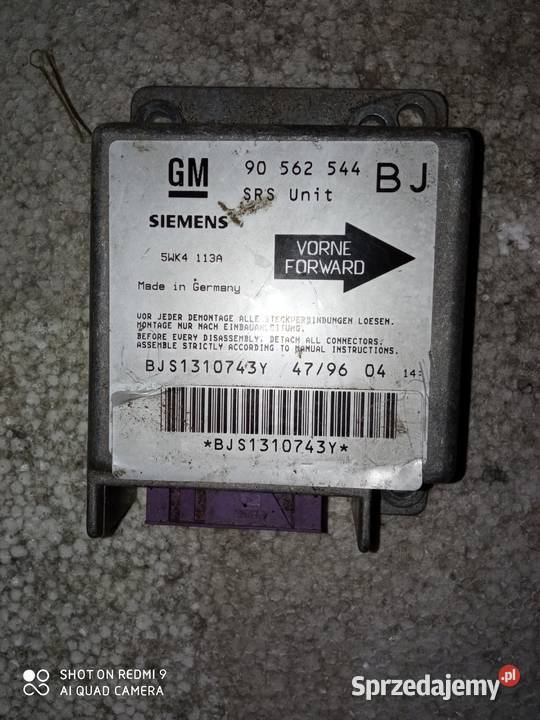 GM
90 562 544 BJ
SRS Unit
SIEMENS
5WK4 113A
VORNE
FORWARD
Made in Germany
VOR JEDER DEMONTAGE ALLE STECKVERBINDUNGEN LOESEN.
MONTAGE NUR NACH EINBAUANLEITUNG.
BEFORE EVERY DISASSEMBLY, DETACH ALL CONNECTORS.
ASSEMBLE STRICTLY ACCORDING TO MANUAL INSTRUCTIONS.
BJS1310743Y 47/96 04 14:
*BJS1310743Y*
SHOT ON REDMI 9
AI QUAD CAMERA
Sprzedajemy.pl